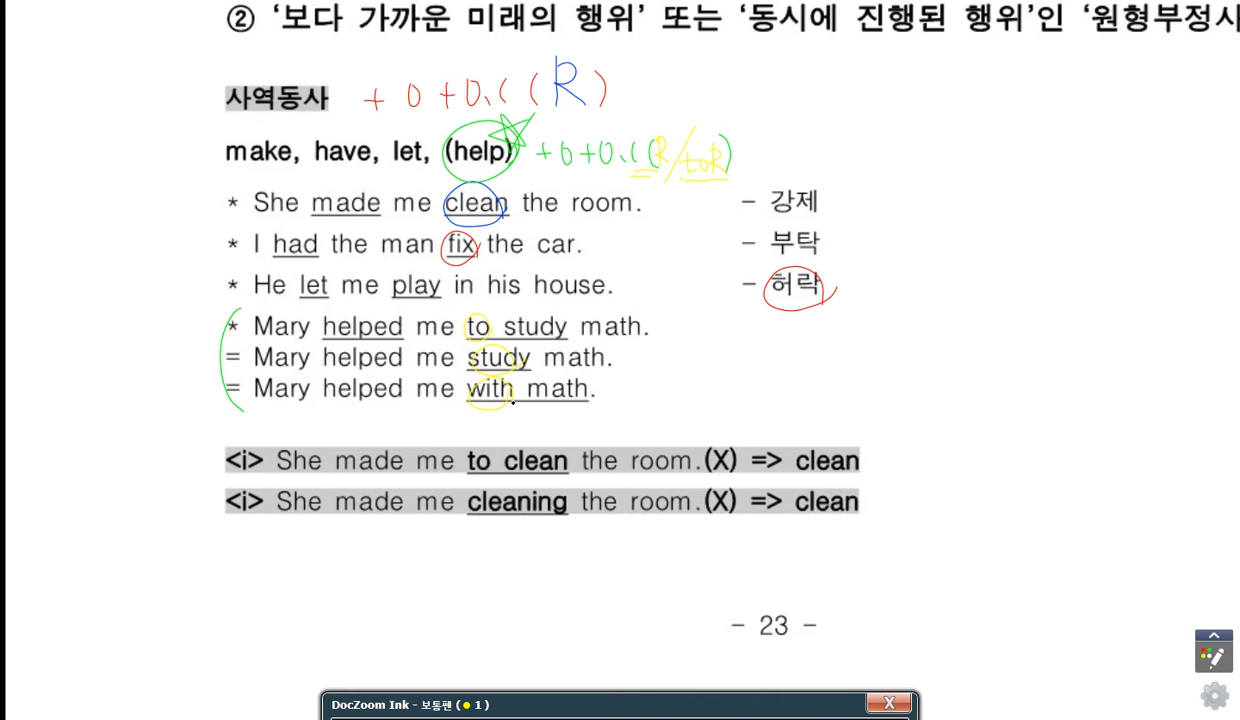 ② '보다 가까운 미래의 행위' 또는 '동시에 진행된 행위'인 '원형부정사
사역동사 + O + O.C ( R )
make, have, let, (help) + O + O.C (R / to R)
* She made me clean the room. - 강제
* I had the man fix the car. - 부탁
* He let me play in his house. - 허락
* Mary helped me to study math.
= Mary helped me study math.
= Mary helped me with math.
<i> She made me to clean the room.(X) => clean
<i> She made me cleaning the room.(X) => clean
- 23 -
DocZoom Ink - 보통펜 ( 1 ) X